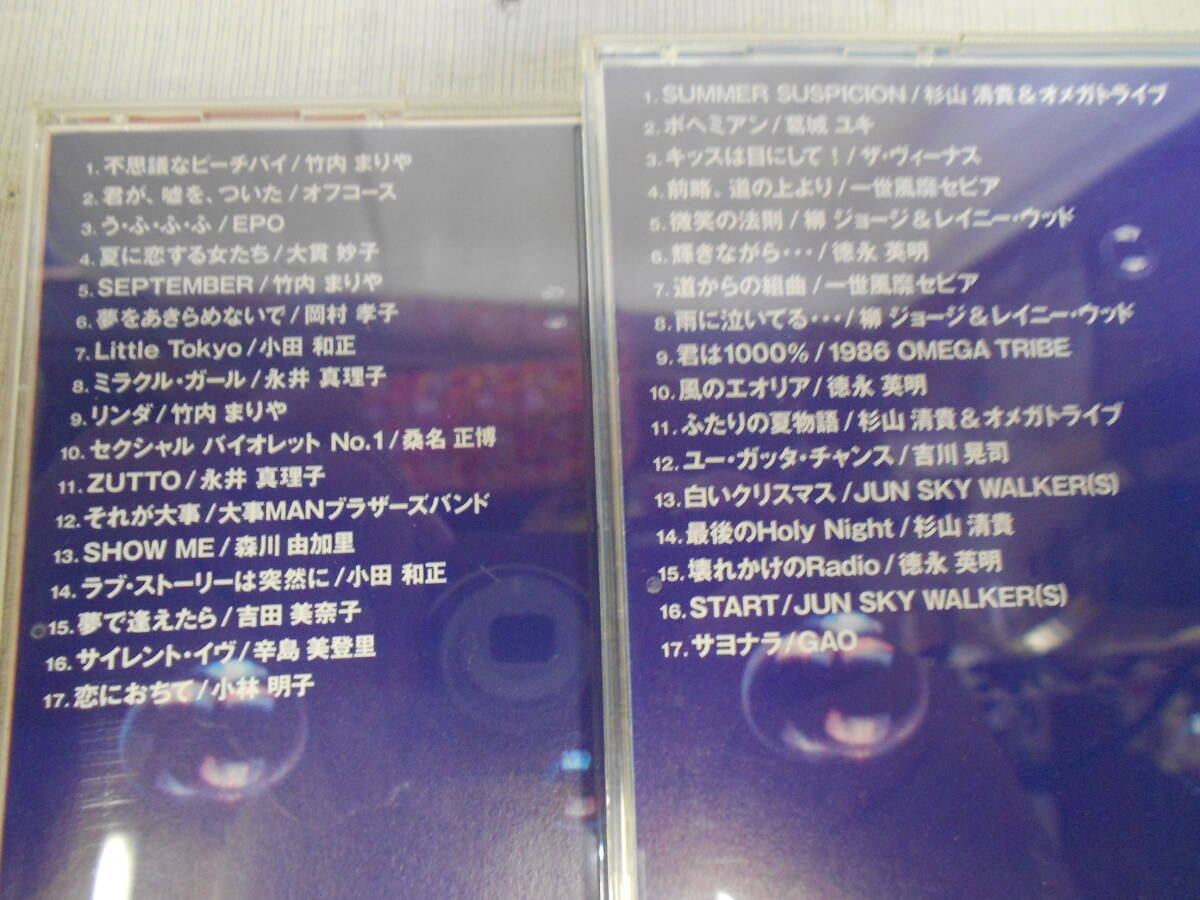 1. 不思議なピーチパイ/竹内 まりや
2. 君が、嘘を、ついた/オフコース
3. う・ふ・ふ・ふ/EPO
4. 夏に恋する女たち/大貫 妙子
5. SEPTEMBER/竹内 まりや
6. 夢をあきらめないで/岡村 孝子
7. Little Tokyo/小田 和正
8. ミラクル・ガール/永井 真理子
9. リンダ/竹内 まりや
10. セクシャル バイオレット No.1/桑名 正博
11. ZUTTO/永井 真理子
12. それが大事/大事MANブラザーズバンド
13. SHOW ME/森川 由加里
14. ラブ・ストーリーは突然に/小田 和正
15. 夢で逢えたら/吉田 美奈子
16. サイレント・イヴ/辛島 美登里
17. 恋におちて/小林 明子
1. SUMMER SUSPICION/杉山 清貴&オメガトライブ
2. ボヘミアン/葛城 ユキ
3. キッスは目にして!/ザ・ヴィーナス
4. 前略、道の上より/一世風靡セピア
5. 微笑の法則/柳 ジョージ&レイニー・ウッド
6. 輝きながら・・・/徳永 英明
7. 道からの組曲/一世風靡セピア
8. 雨に泣いてる・・・/柳 ジョージ&レイニー・ウッド
9. 君は1000%/1986 OMEGA TRIBE
10. 風のエオリア/徳永 英明
11. ふたりの夏物語/杉山 清貴&オメガトライブ
12. ユー・ガッタ・チャンス/吉川 晃司
13. 白いクリスマス/JUN SKY WALKER(S)
14. 最後のHoly Night/杉山 清貴
15. 壊れかけのRadio/徳永 英明
16. START/JUN SKY WALKER(S)
17. サヨナラ/GAO